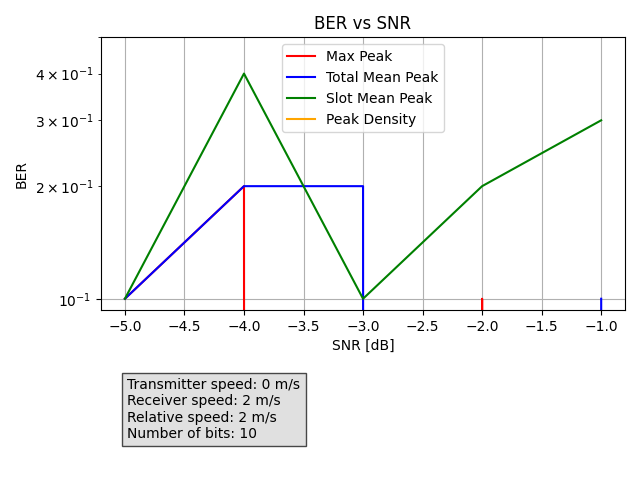 BER vs SNR
Max Peak
Total Mean Peak
Slot Mean Peak
Peak Density
BER
4 × 10⁻¹
3 × 10⁻¹
2 × 10⁻¹
10⁻¹
−5.0 −4.5 −4.0 −3.5 −3.0 −2.5 −2.0 −1.5 −1.0
SNR [dB]
Transmitter speed: 0 m/s
Receiver speed: 2 m/s
Relative speed: 2 m/s
Number of bits: 10